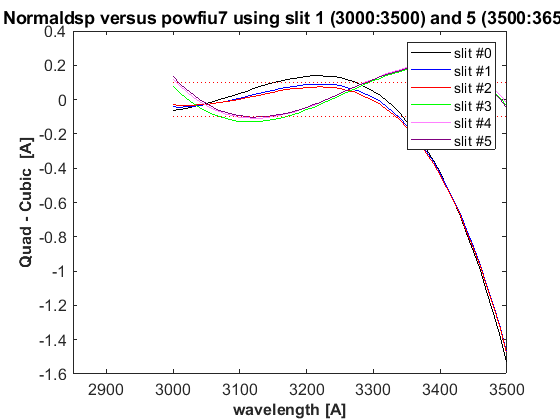 Normaldsp versus powfiu7 using slit 1 (3000:3500) and 5 (3500:365
0.4
0.2
0
-0.2
-0.4
-0.6
-0.8
-1
-1.2
-1.4
-1.6
Quad - Cubic [A]
slit #0
slit #1
slit #2
slit #3
slit #4
slit #5
2900 3000 3100 3200 3300 3400 3500
wavelength [A]